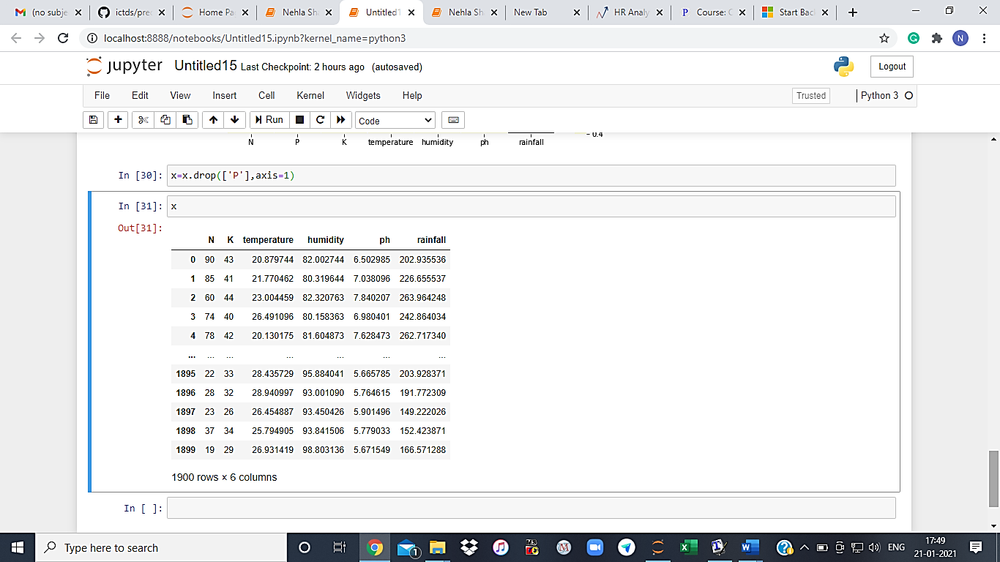 (no subje
ictds/pred
Home Pa
Nehla Sha
Untitled1
Nehla Sha
New Tab
HR Analy
P Course: C
Start Back
localhost:8888/notebooks/Untitled15.ipynb?kernel_name=python3
G
N
jupyter Untitled15 Last Checkpoint: 2 hours ago (autosaved)
Logout
File Edit View Insert Cell Kernel Widgets Help
Trusted
Python 3
Run
Code
- 0.4
N P K temperature humidity ph rainfall
In [30]: x=x.drop(['P'],axis=1)
In [31]: x
Out[31]:
N K temperature humidity ph rainfall
0 90 43 20.879744 82.002744 6.502985 202.935536
1 85 41 21.770462 80.319644 7.038096 226.655537
2 60 44 23.004459 82.320763 7.840207 263.964248
3 74 40 26.491096 80.158363 6.980401 242.864034
4 78 42 20.130175 81.604873 7.628473 262.717340
... ... ... ... ... ... ...
1895 22 33 28.435729 95.884041 5.665785 203.928371
1896 28 32 28.940997 93.001090 5.764615 191.772309
1897 23 26 26.454887 93.450426 5.901496 149.222026
1898 37 34 25.794905 93.841506 5.779033 152.423871
1899 19 29 26.931419 98.803136 5.671549 166.571288
1900 rows × 6 columns
In [ ]:
Type here to search
1
ENG
17:49
21-01-2021